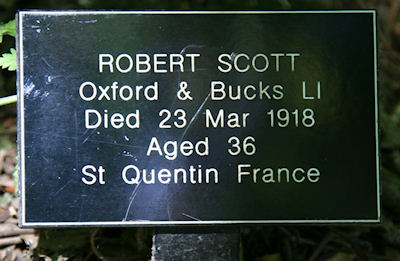 ROBERT SCOTT
Oxford & Bucks LI
Died 23 Mar 1918
Aged 36
St Quentin France